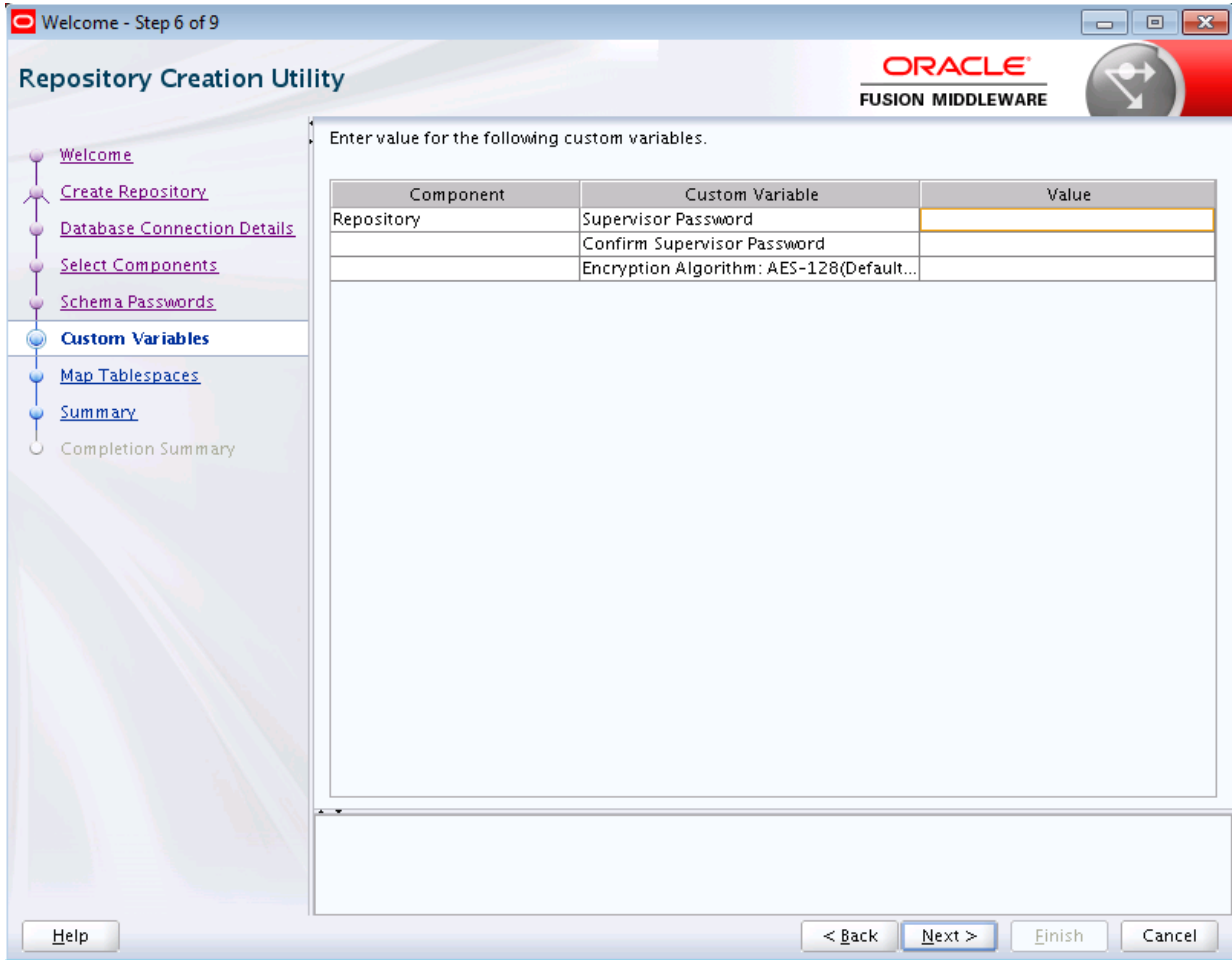 Welcome - Step 6 of 9
Repository Creation Utility
ORACLE®
FUSION MIDDLEWARE
Welcome
Create Repository
Database Connection Details
Select Components
Schema Passwords
Custom Variables
Map Tablespaces
Summary
Completion Summary
Enter value for the following custom variables.
Component Custom Variable Value
Repository Supervisor Password
Confirm Supervisor Password
Encryption Algorithm: AES-128(Default...
Help < Back Next > Finish Cancel